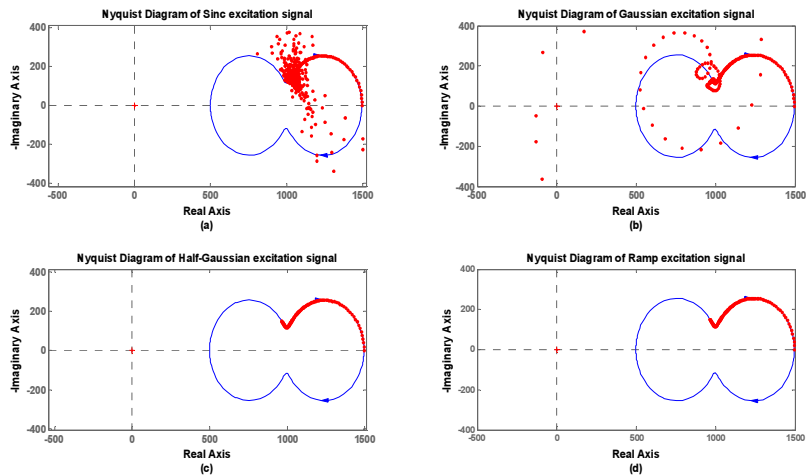 Nyquist Diagram of Sinc excitation signal
400
200
0
-200
-400
-Imaginary Axis
-500 0 500 1000 1500
Real Axis
(a)
Nyquist Diagram of Gaussian excitation signal
400
200
0
-200
-400
-Imaginary Axis
-500 0 500 1000 1500
Real Axis
(b)
Nyquist Diagram of Half-Gaussian excitation signal
400
200
0
-200
-400
-Imaginary Axis
-500 0 500 1000 1500
Real Axis
(c)
Nyquist Diagram of Ramp excitation signal
400
200
0
-200
-400
-Imaginary Axis
-500 0 500 1000 1500
Real Axis
(d)